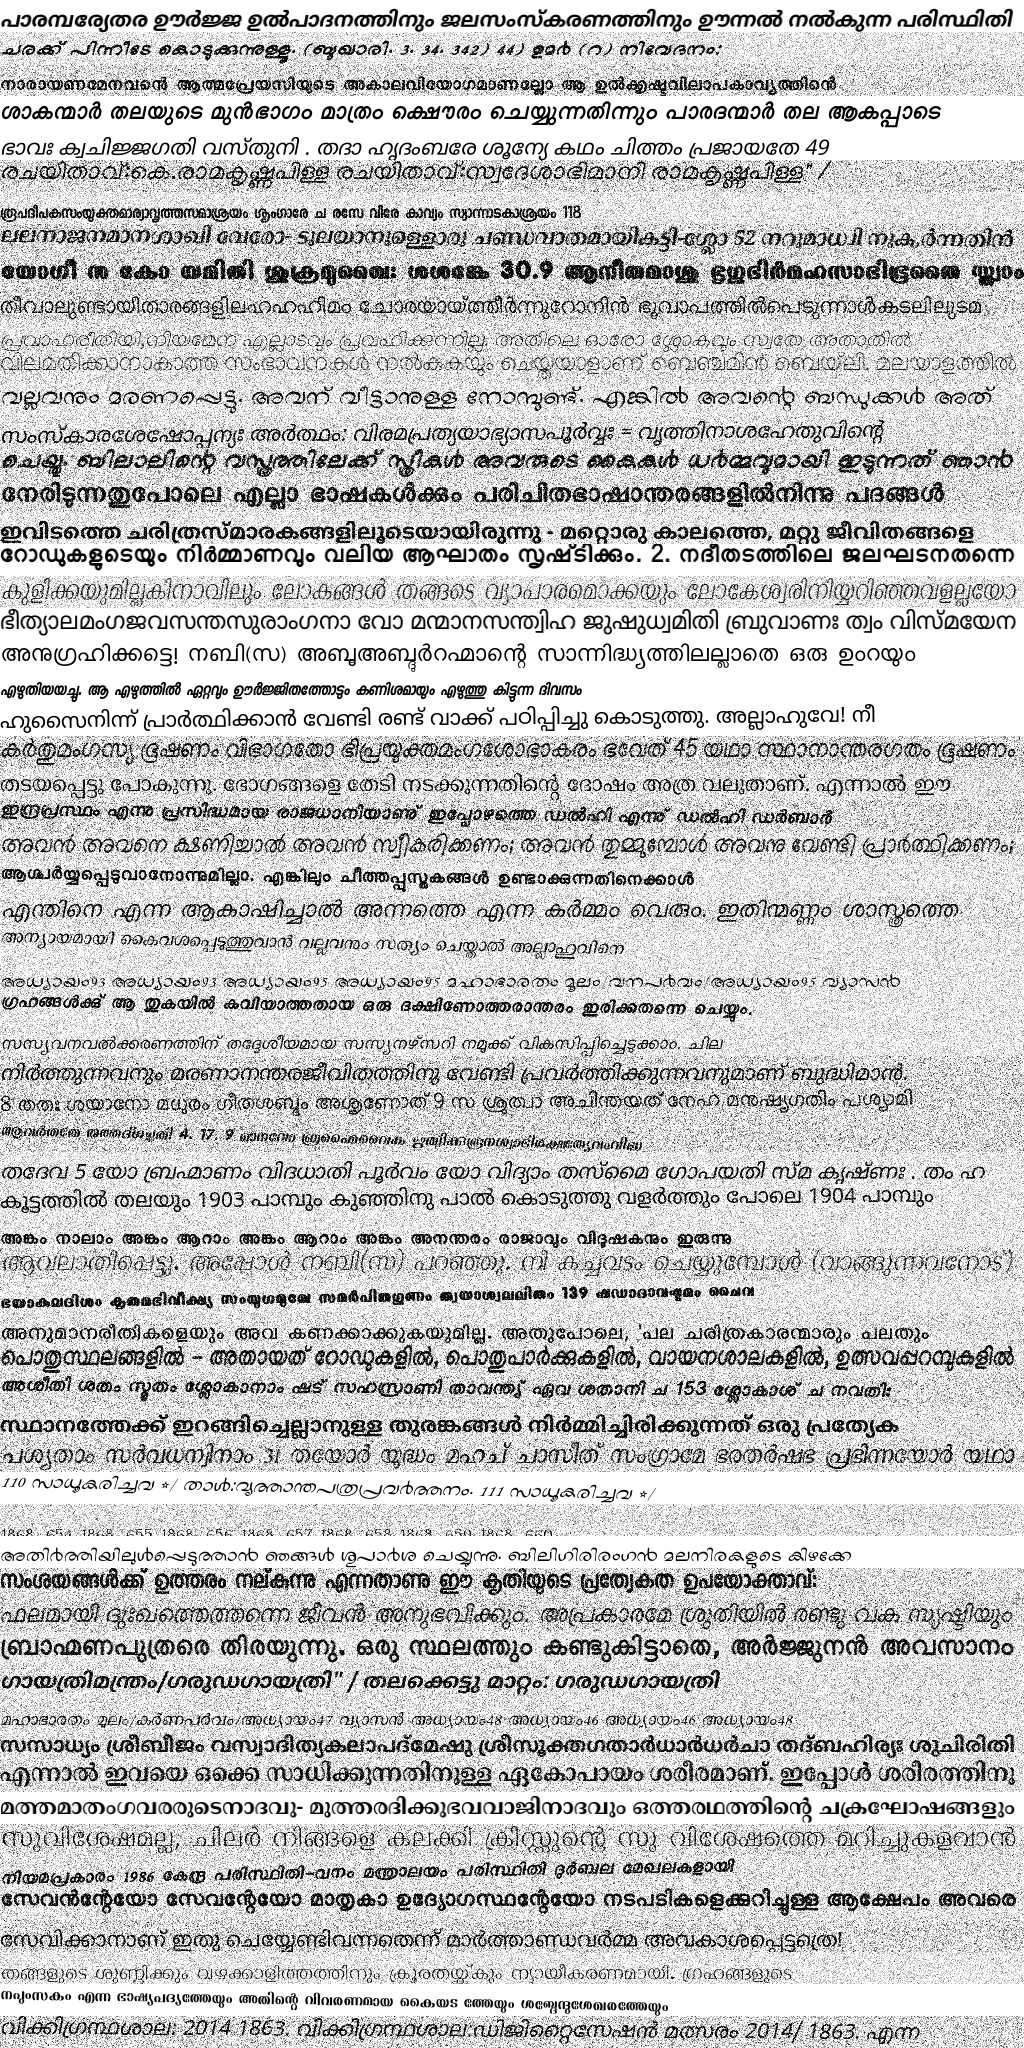 പാരമ്പര്യേതര ഊർജ്ജ ഉൽപാദനത്തിനും ജലസംസ്കരണത്തിനും ഊന്നൽ നൽകുന്ന പരിസ്ഥിതി
ചരക്ക് പിന്നീടേ കൊടുക്കുന്നുള്ളൂ. (ബുഖാരി. 3. 34. 342) 44) ഉമർ (റ) നിവേദനം:
നാരായണമേനവൻ ആത്മപ്രേയസിയുടെ അകാലവിയോഗമാണല്ലോ ആ ഉൽകൃഷ്ടവിലാപകാവ്യത്തിൻ
ശാകന്മാർ തലയുടെ മുൻഭാഗം മാത്രം ക്ഷൌരം ചെയ്യുന്നതിന്നും പാരദന്മാർ തല ആകപ്പാടെ
ഭാവഃ ക്വചിജ്ജഗതി വസ്തുനി . തദാ ഹൃദംബരേ ശൂന്യേ കഥം ചിത്തം പ്രജായതേ 49
രചയിതാവ്:കെ.രാമകൃഷ്ണപിള്ള രചയിതാവ്:സ്വദേശാഭിമാനി രാമകൃഷ്ണപിള്ള" /
രൂപദീപകസംയുക്തമാര്യാവൃത്തസമാശ്രയം ശൃംഗാരേ ച രസേ വീരേ കാവ്യം സ്യാന്നാടകാശ്രയം 118
ലലനാജനമാനശാഖി വേരോ- ടുലയാനുള്ളൊരു ചണ്ഡവാതമായികട്ടി-ശ്ലോ 52 നറുമാധ്വി നുകർന്നതിൻ
യോഗീ ന കോ യമിതി ശുക്രമുഖൈഃ ശശങ്കേ 30.9 ആനീതമാശു ഭൃഗുഭിർമഹസാഭിഭൂതൈ
തീവാലുണ്ടായിതാരങ്ങളിലഹഹഹിമം ചോരയായ്ത്തീർന്നുറോനിൻ ഭൂവാപത്തിൽപെടുന്നാൾകടലിലുടമ
പ്രവാഹരീതിയി,നിയമേന എല്ലാടവും പ്രവഹിക്കുന്നില്ല; അതിലെ ഓരോ ശ്ലോകവും സ്വതേ അതാതിൽ
വിലമതിക്കാനാകാത്ത സംഭാവനകൾ നൽകുകയും ചെയ്തയാളാണ് ബെഞ്ചമിൻ ബെയ്‌ലി. മലയാളത്തിൽ
വല്ലവനും മരണപ്പെട്ടു. അവന് വീട്ടാനുള്ള നോമ്പുണ്ട്. എങ്കിൽ അവന്റെ ബന്ധുക്കൾ അത്
സംസ്കാരശേഷോപ്പന്യഃ അർത്ഥം: വിരമപ്രത്യയാഭ്യാസപൂർവ്വഃ = വൃത്തിനാശഹേതുവിന്റെ
ചെയ്തു. ബിലാലിന്റെ വസ്ത്രത്തിലേക്ക് സ്ത്രീകൾ അവരുടെ കൈകൾ ധർമ്മവുമായി ഇടുന്നത് ഞാൻ
നേരിടുന്നതുപോലെ എല്ലാ ഭാഷകൾക്കും പരിചിതഭാഷാന്തരങ്ങളിൽനിന്നു പദങ്ങൾ
ഇവിടത്തെ ചരിത്രസ്മാരകങ്ങളിലൂടെയായിരുന്നു - മറ്റൊരു കാലത്തെ, മറ്റു ജീവിതങ്ങളെ
റോഡുകളുടെയും നിർമ്മാണവും വലിയ ആഘാതം സൃഷ്ടിക്കും. 2. നദീതടത്തിലെ ജലഘടനതന്നെ
കുളിക്കയുമില്ലകിനാവിലും ലോകങ്ങൾ തങ്ങടെ വ്യാപാരമൊക്കയും ലോകേശ്വരിനിയ്യറിഞ്ഞവളല്ലയോ
ഭീത്യാലമംഗജവസന്തസുരാംഗനാ വോ മന്മാനസന്ത്വിഹ ജുഷുധ്വമിതി ബ്രുവാണഃ ത്വം വിസ്മയേന
അനുഗ്രഹിക്കട്ടെ! നബി(സ) അബൂഅബ്ദുർറഹ്മാന്റെ സാന്നിദ്ധ്യത്തിലല്ലാതെ ഒരു ഉംറയും
എഴുതിയയച്ചു. ആ എഴുത്തിൽ ഏറ്റവും ഊർജ്ജിതത്തോടും കണിശമായും എഴുത്തു കിട്ടുന്ന ദിവസം
ഹുസൈനിന്ന് പ്രാർത്ഥിക്കാൻ വേണ്ടി രണ്ട് വാക്ക് പഠിപ്പിച്ചു കൊടുത്തു. അല്ലാഹുവേ! നീ
കർതുമംഗസ്യ ഭൂഷണം വിഭാഗതോ ഭിപ്രയുക്തമംഗശോഭാകരം ഭവേത് 45 യഥാ സ്ഥാനാന്തരഗതം ഭൂഷണം
തടയപ്പെട്ടു പോകുന്നു. ഭോഗങ്ങളെ തേടി നടക്കുന്നതിന്റെ ദോഷം അത്ര വലുതാണ്. എന്നാൽ ഈ
ഇന്ദ്രപ്രസ്ഥം എന്നു പ്രസിദ്ധമായ രാജധാനിയാണു് ഇപ്പോഴത്തെ ഡൽഹി എന്നു് ഡൽഹി ഡർബാർ
അവൻ അവനെ ക്ഷണിച്ചാൽ അവൻ സ്വീകരിക്കണം; അവൻ തുമ്മുമ്പോൾ അവനു വേണ്ടി പ്രാർത്ഥിക്കണം;
ആശ്ചര്യപ്പെടുവാനോന്നുമില്ലാ. എങ്കിലും ചീത്തപ്പുസ്തകങ്ങൾ ഉണ്ടാക്കുന്നതിനെക്കാൾ
എന്തിനെ എന്ന ആകാംഷിച്ചാൽ അന്നത്തെ എന്ന കർമ്മം വെരും. ഇതിന്മണ്ണം ശാസ്ത്രത്തെ
അന്യായമായി കൈവശപ്പെടുത്തുവാൻ വല്ലവനും സത്യം ചെയ്താൽ അല്ലാഹുവിനെ
അധ്യായം93 അധ്യായം93 അധ്യായം95 അധ്യായം95 മഹാഭാരതം മൂലം/വനപർവം/അധ്യായം95 വ്യാസൻ
ഗ്രഹങ്ങൾക്കു് ആ തുകയിൽ കവിയാത്തതായ ഒരു ദക്ഷിണോത്തരാന്തരം ഇരിക്കതന്നെ ചെയ്യും.
സസ്യവനവൽക്കരണത്തിന് തദ്ദേശീയമായ സസ്യനഴ്സറി നമുക്ക് വികസിപ്പിച്ചെടുക്കാം. ചില
നിർത്തുന്നവനും മരണാനന്തരജീവിതത്തിനു വേണ്ടി പ്രവർത്തിക്കുന്നവനുമാണ് ബുദ്ധിമാൻ.
8 തതഃ ശയാനോ മധുരം ഗീതശബ്ദം അശൃണോത് 9 സ ശ്രുത്വാ അചിന്തയത് നേഹ മനുഷ്യഗതിം പശ്യാമി
4. 17. 9
തദേവ 5 യോ ബ്രഹ്മാണം വിദധാതി പൂർവം യോ വിദ്യാം തസ്മൈ ഗോപയതി സ്മ കൃഷ്ണഃ . തം ഹ
കൂട്ടത്തിൽ തലയും 1903 പാമ്പും കുഞ്ഞിനു പാൽ കൊടുത്തു വളർത്തും പോലെ 1904 പാമ്പും
അങ്കം നാലാം അങ്കം ആറാം അങ്കം ആറാം അങ്കം അനന്തരം രാജാവും വിദൂഷകനും ഇരുന്നു
ആവലാതിപ്പെട്ടു. അപ്പോൾ നബി(സ) പറഞ്ഞു. നീ കച്ചവടം ചെയ്യുമ്പോൾ (വാങ്ങുന്നവനോട്)
139
അനുമാനരീതികളെയും അവ കണക്കാക്കുകയുമില്ല. അതുപോലെ, 'പല ചരിത്രകാരന്മാരും പലതും
പൊതുസ്ഥലങ്ങളിൽ – അതായത് റോഡുകളിൽ, പൊതുപാർക്കുകളിൽ, വായനശാലകളിൽ, ഉത്സവപ്പറമ്പുകളിൽ
അശീതി ശതം സ്മൃതം ശ്ലോകാനാം ഷട് സഹസ്രാണി താവന്ത്യ് ഏവ ശതാനി ച 153 ശ്ലോകാശ് ച നവതിഃ
സ്ഥാനത്തേക്ക് ഇറങ്ങിച്ചെല്ലാനുള്ള തുരങ്കങ്ങൾ നിർമ്മിച്ചിരിക്കുന്നത് ഒരു പ്രത്യേക
പശ്യതാം സർവധന്വിനാം 31 തയോർ യുദ്ധം മഹച് ചാസീത് സംഗ്രാമേ ഭരതർഷഭ പ്രഭിന്നയോർ യഥാ
110 സാധൂകരിച്ചവ */ താൾ:വൃത്താന്തപത്രപ്രവർത്തനം. 111 സാധൂകരിച്ചവ */
1868 654 1868 655 1868 656 1868 657 1868 658 1868 659 1868 660
അതിർത്തിയിലുൾപ്പെടുത്താൻ ഞങ്ങൾ ശുപാർശ ചെയ്യുന്നു. ബിലിഗിരിരംഗൻ മലനിരകളുടെ കിഴക്കേ
സംശയങ്ങൾക്ക് ഉത്തരം നല്കുന്നു എന്നതാണു ഈ കൃതിയുടെ പ്രത്യേകത ഉപയോക്താവ്:
ഫലമായി ദുഃഖത്തെത്തന്നെ ജീവൻ അനുഭവിക്കും. അപ്രകാരമേ ശ്രുതിയിൽ രണ്ടു വക സൃഷ്ടിയും
ബ്രാഹ്മണപുത്രരെ തിരയുന്നു. ഒരു സ്ഥലത്തും കണ്ടുകിട്ടാതെ, അർജ്ജുനൻ അവസാനം
ഗായത്രിമന്ത്രം/ഗരുഡഗായത്രി" / തലക്കെട്ടു മാറ്റം: ഗരുഡഗായത്രി
മഹാഭാരതം മൂലം/കർണപർവം/അധ്യായം47 വ്യാസൻ അധ്യായം48 അധ്യായം46 അധ്യായം46 അധ്യായം48
സസാധ്യം ശ്രീബീജം വസ്വാദിത്യകലാപദ്മേഷു ശ്രീസൂക്തഗതാർധാർധർചാ തദ്ബഹിര്യഃ ശുചിരിതി
എന്നാൽ ഇവയെ ഒക്കെ സാധിക്കുന്നതിനുള്ള ഏകോപായം ശരീരമാണ്. ഇപ്പോൾ ശരീരത്തിനു
മത്തമാതംഗവരരുടെനാദവു- മുത്തരദിക്കുഭവവാജിനാദവും ഒത്തരഥത്തിന്റെ ചക്രഘോഷങ്ങളും
സുവിശേഷമല്ല, ചിലർ നിങ്ങളെ കലക്കി ക്രിസ്തുന്റെ സു വിശേഷത്തെ മറിച്ചുകളവാൻ
നിയമപ്രകാരം 1986 കേന്ദ്ര പരിസ്ഥിതി-വനം മന്ത്രാലയം പരിസ്ഥിതി ദുർബല മേഖലകളായി
സേവൻന്റേയോ സേവന്റേയോ മാതൃകാ ഉദ്യോഗസ്ഥന്റേയോ നടപടികളെക്കുറിച്ചുള്ള ആക്ഷേപം അവരെ
സേവിക്കാനാണ് ഇതു ചെയ്യേണ്ടിവന്നതെന്ന് മാർത്താണ്ഡവർമ്മ അവകാശപ്പെട്ടത്രെ!
തങ്ങളുടെ ശുണ്ഠിക്കും വഴക്കാളിത്തത്തിനും ക്രൂരതയ്ക്കും ന്യായീകരണമായി. ഗ്രഹങ്ങളുടെ
നപുംസകം എന്ന ഭാഷ്യപദ്യത്തേയും അതിന്റെ വിവരണമായ കൈയട ത്തേയും ശബ്ദേന്ദുശേഖരത്തേയും
വിക്കിഗ്രന്ഥശാല: 2014 1863. വിക്കിഗ്രന്ഥശാല:ഡിജിറ്റൈസേഷൻ മത്സരം 2014/ 1863. എന്ന